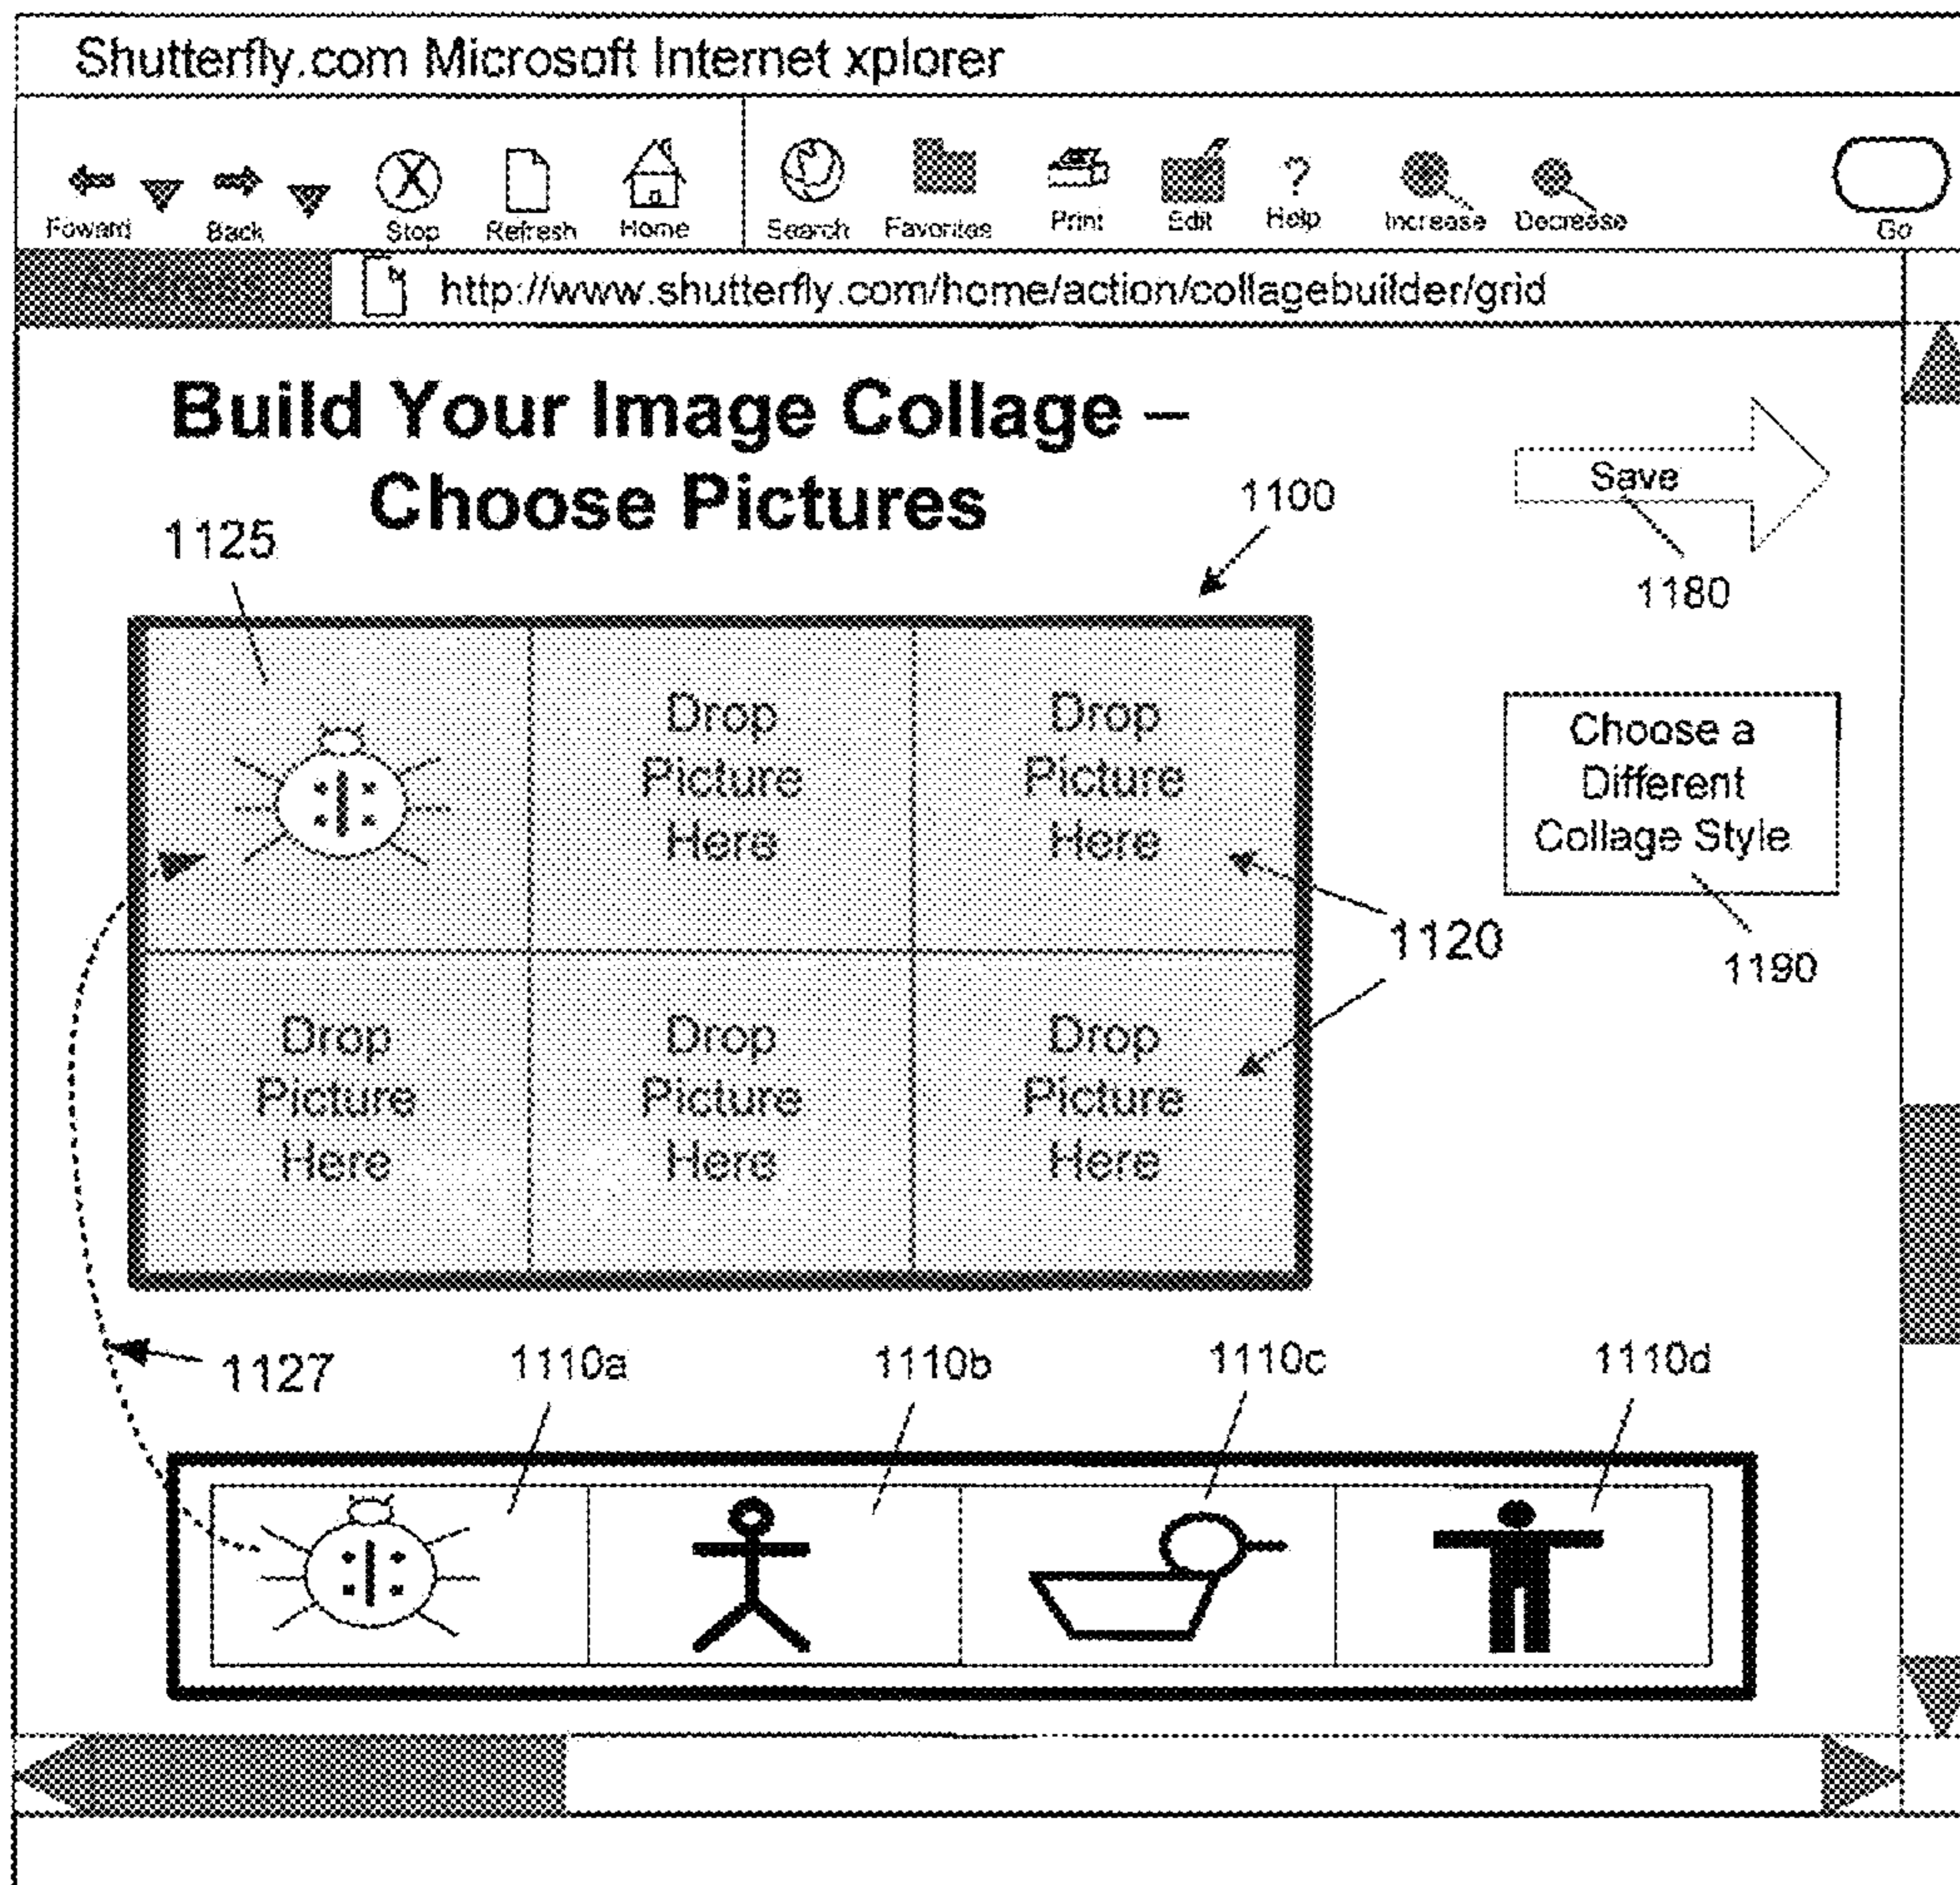 Shutterfly.com Microsoft Internet xplorer
Foward Back Stop Refresh Home Search Favorites Print Edit Help Increase Decrease Go
http://www.shutterfly.com/home/action/collagebuilder/grid
Build Your Image Collage –
Choose Pictures
Save
1100
1125
1180
Drop
Picture
Here
Drop
Picture
Here
Choose a
Different
Collage Style
1120
1190
Drop
Picture
Here
Drop
Picture
Here
Drop
Picture
Here
1127
1110a
1110b
1110c
1110d